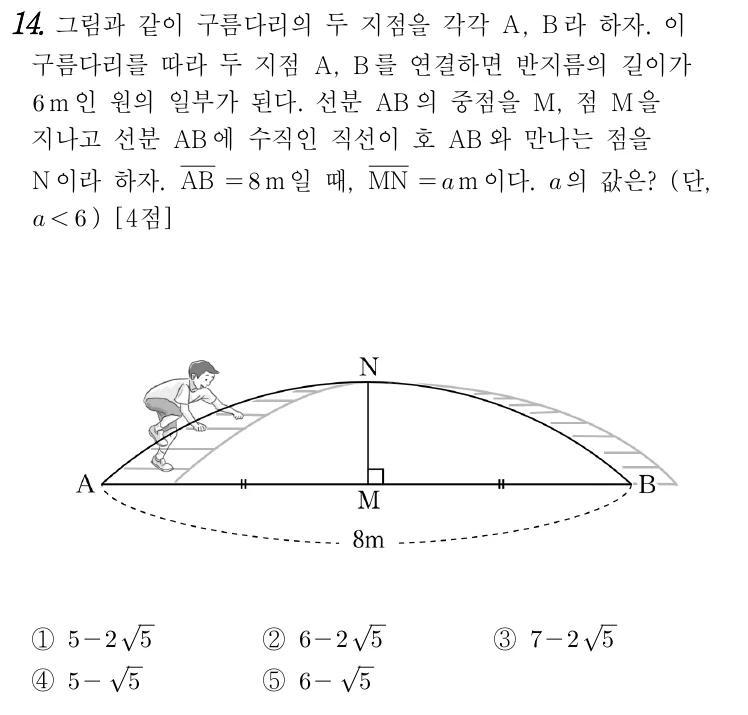 14. 그림과 같이 구름다리의 두 지점을 각각 A, B라 하자. 이
구름다리를 따라 두 지점 A, B를 연결하면 반지름의 길이가
6m인 원의 일부가 된다. 선분 AB의 중점을 M, 점 M을
지나고 선분 AB에 수직인 직선이 호 AB와 만나는 점을
N이라 하자. \overline{AB}=8m일 때, \overline{MN}=a m이다. a의 값은? (단,
a<6) [4점]
N
A
M
B
8m
① 5-2√5 ② 6-2√5 ③ 7-2√5
④ 5-√5 ⑤ 6-√5